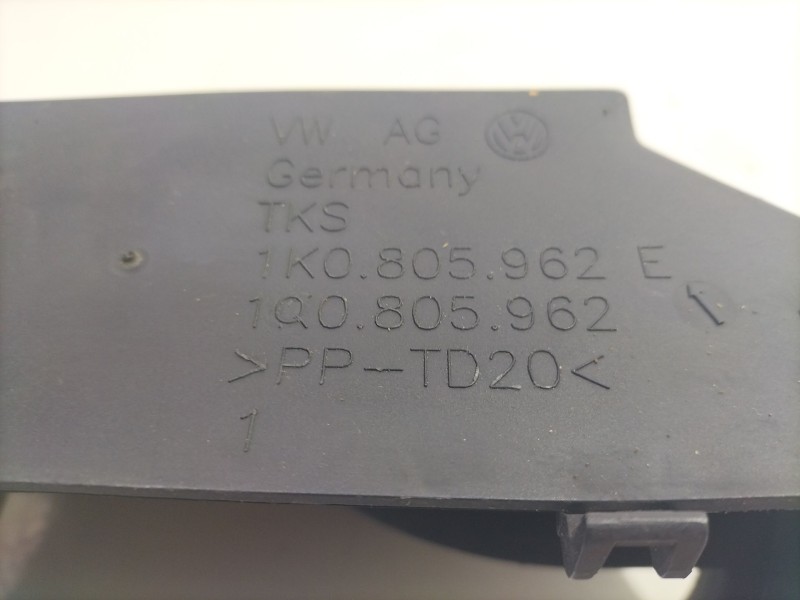 VW AG
Germany
TKS
1K0.805.962 E
1Q0.805.962
>PP-TD20<
1